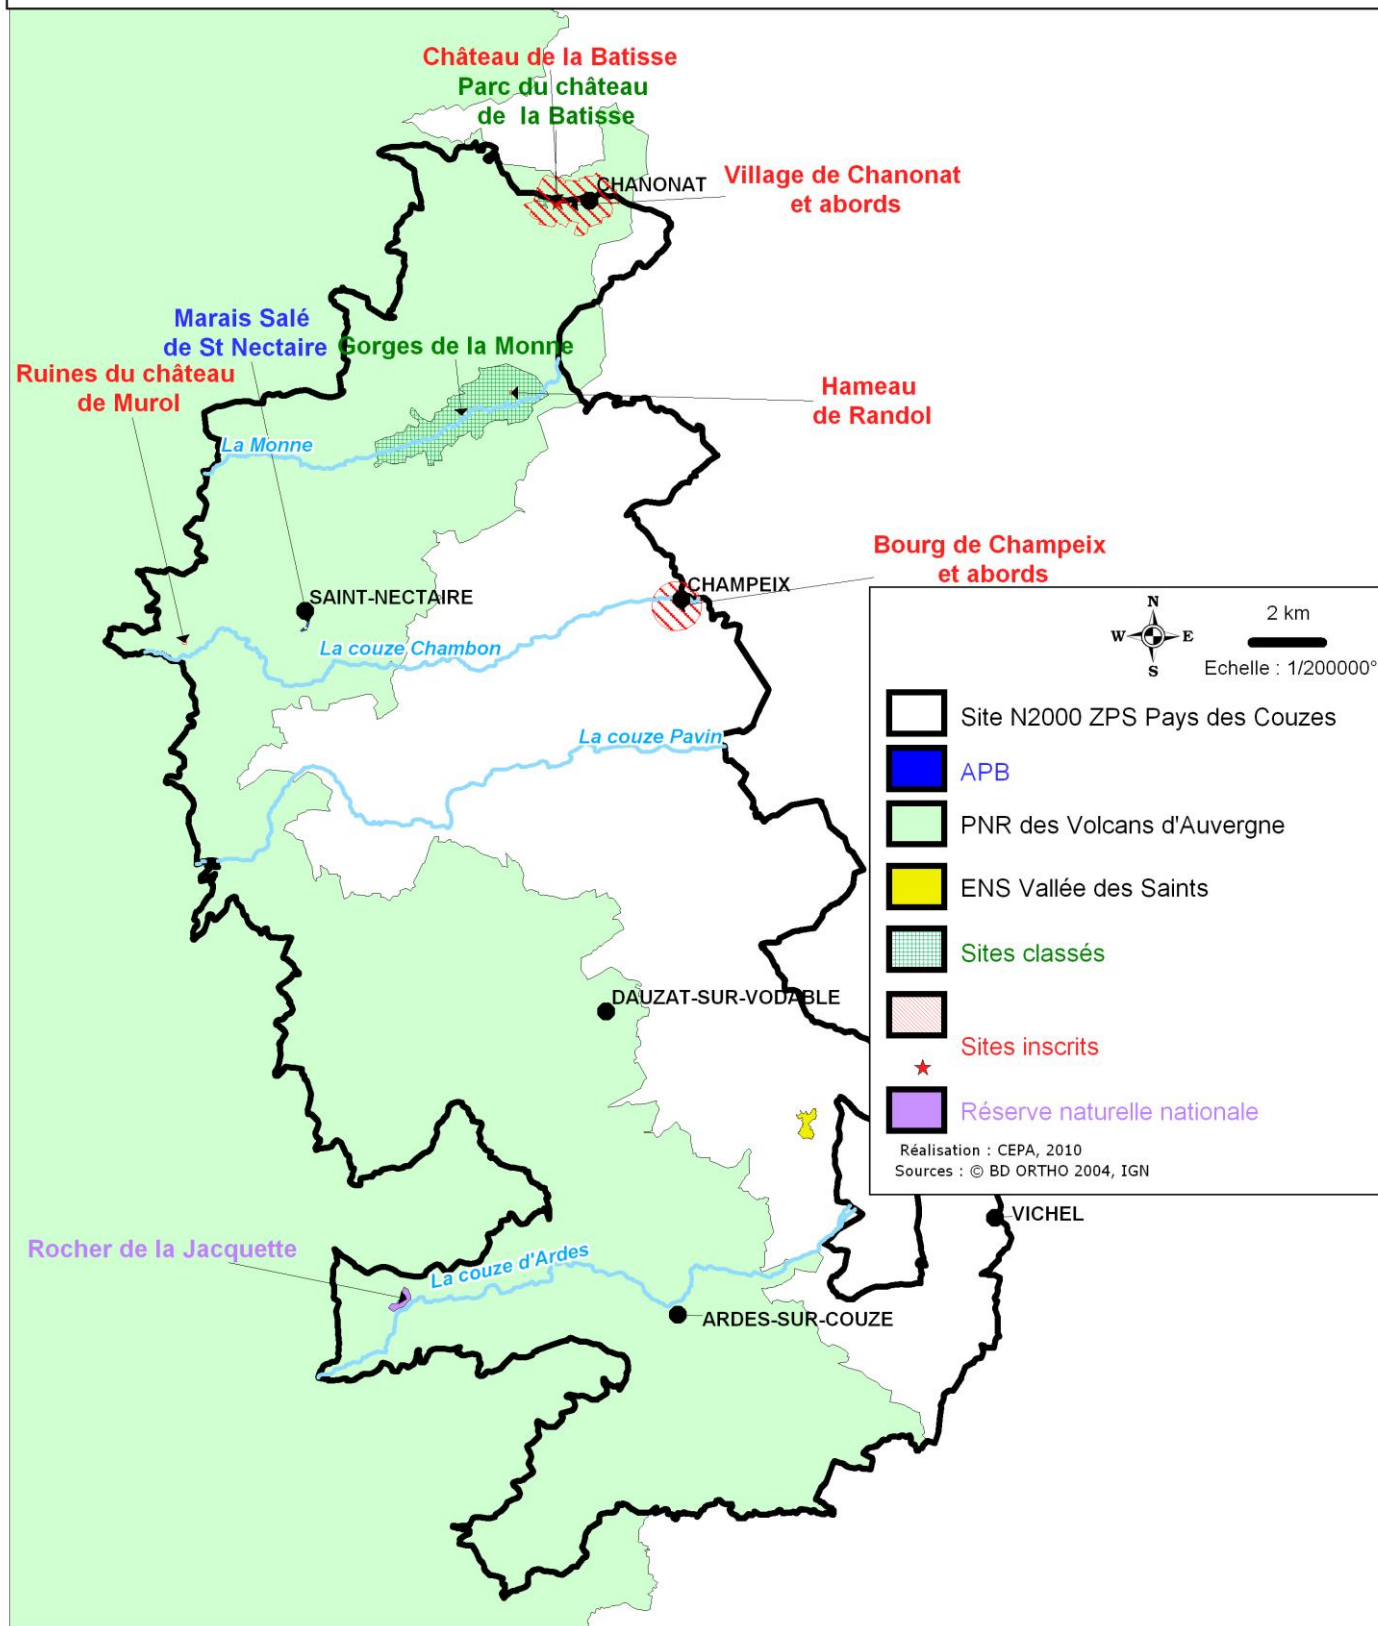 Château de la Batisse
Parc du château
de la Batisse
CHANONAT
Village de Chanonat
et abords
Marais Salé
de St Nectaire
Gorges de la Monne
Ruines du château
de Murol
Hameau
de Randol
La Monne
Bourg de Champeix
et abords
CHAMPEIX
SAINT-NECTAIRE
La couze Chambon
La couze Pavin
N
W E
S
2 km
Echelle : 1/200000°
Site N2000 ZPS Pays des Couzes
APB
PNR des Volcans d'Auvergne
ENS Vallée des Saints
Sites classés
Sites inscrits
Réserve naturelle nationale
Réalisation : CEPA, 2010
Sources : © BD ORTHO 2004, IGN
DAUZAT-SUR-VODABLE
VICHEL
Rocher de la Jacquette
La couze d'Ardes
ARDES-SUR-COUZE